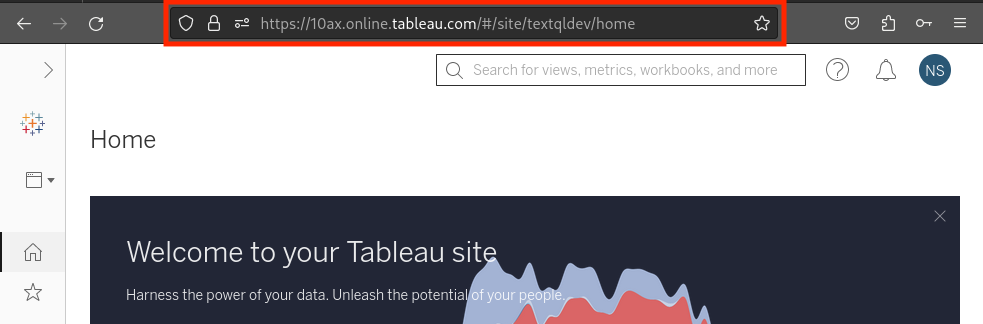 https://10ax.online.tableau.com/#/site/textqldev/home
Search for views, metrics, workbooks, and more
NS
Home
Welcome to your Tableau site
Harness the power of your data. Unleash the potential of your people.